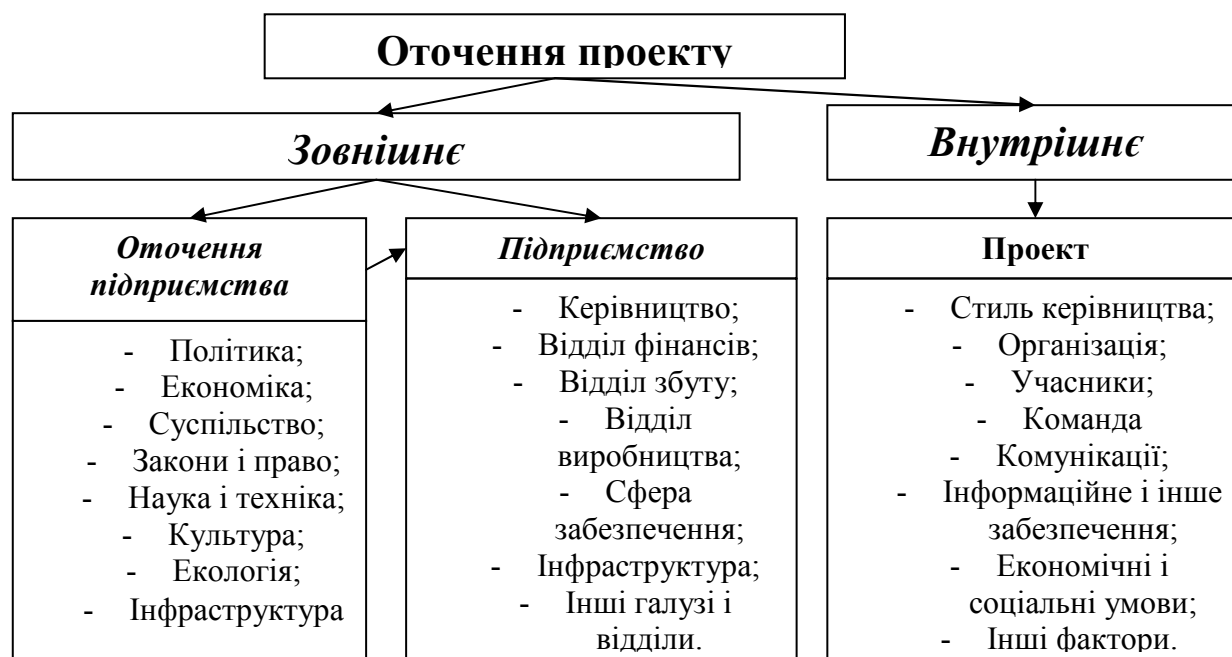 Оточення проекту
Зовнішнє
Внутрішнє
Оточення
підприємства
- Політика;
- Економіка;
- Суспільство;
- Закони і право;
- Наука і техніка;
- Культура;
- Екологія;
- Інфраструктура
Підприємство
- Керівництво;
- Відділ фінансів;
- Відділ збуту;
- Відділ
виробництва;
- Сфера
забезпечення;
- Інфраструктура;
- Інші галузі і
відділи.
Проект
- Стиль керівництва;
- Організація;
- Учасники;
- Команда
- Комунікації;
- Інформаційне і інше
забезпечення;
- Економічні і
соціальні умови;
- Інші фактори.